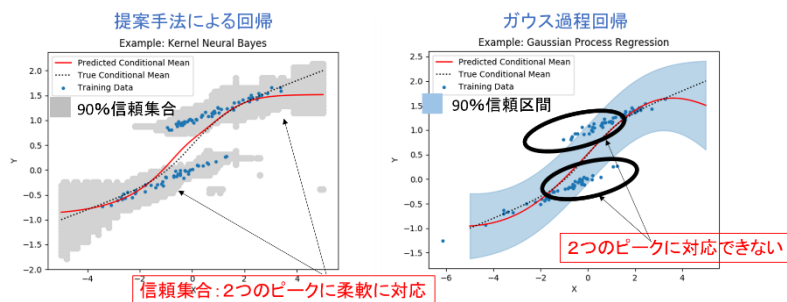 提案手法による回帰
Example: Kernel Neural Bayes
Predicted Conditional Mean
True Conditional Mean
Training Data
90%信頼集合
Y
2.0
1.5
1.0
0.5
0.0
−0.5
−1.0
−1.5
−2.0
−4
−2
0
2
4
X
信頼集合：２つのピークに柔軟に対応
ガウス過程回帰
Example: Gaussian Process Regression
Predicted Conditional Mean
True Conditional Mean
Training Data
90%信頼区間
Y
2.5
2.0
1.5
1.0
0.5
0.0
−0.5
−1.0
−1.5
−6
−4
−2
0
2
4
X
２つのピークに対応できない